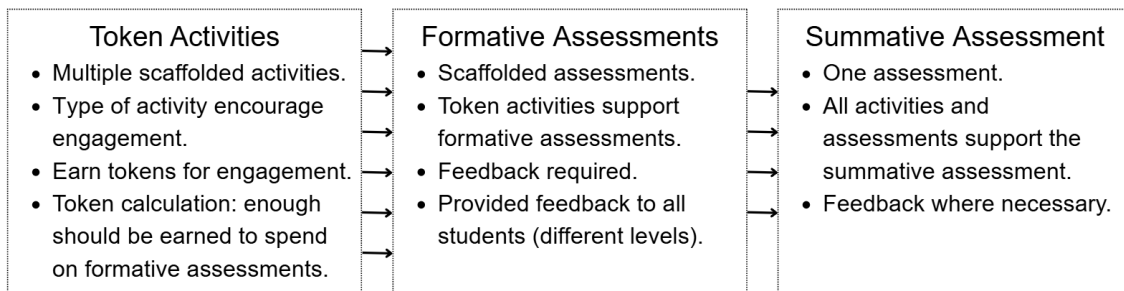 Token Activities
• Multiple scaffolded activities.
• Type of activity encourage
engagement.
• Earn tokens for engagement.
• Token calculation: enough
should be earned to spend
on formative assessments.
Formative Assessments
• Scaffolded assessments.
• Token activities support
formative assessments.
• Feedback required.
• Provided feedback to all
students (different levels).
Summative Assessment
• One assessment.
• All activities and
assessments support the
summative assessment.
• Feedback where necessary.